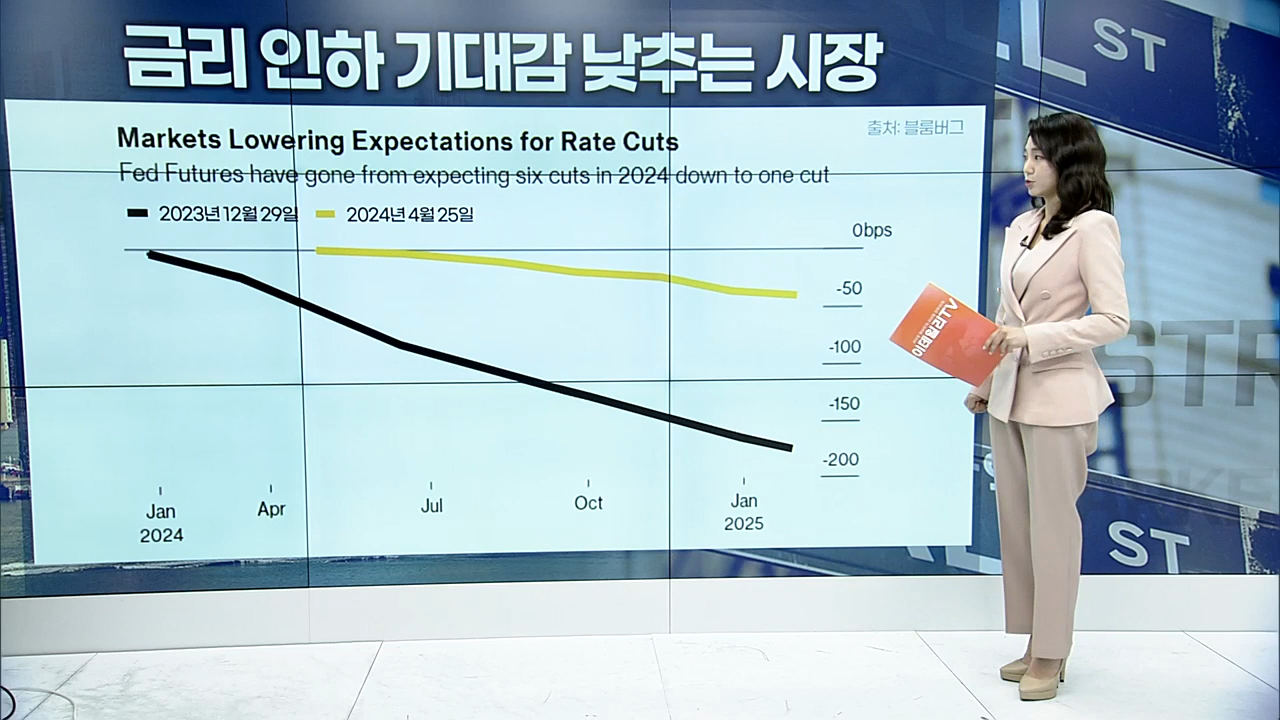 금리 인하 기대감 낮추는 시장
출처: 블룸버그
Markets Lowering Expectations for Rate Cuts
Fed Futures have gone from expecting six cuts in 2024 down to one cut
2023년 12월 29일 2024년 4월 25일
0bps
-50
-100
-150
-200
Jan Apr Jul Oct Jan
2024 2025
이데일리TV
ST
STR
ST